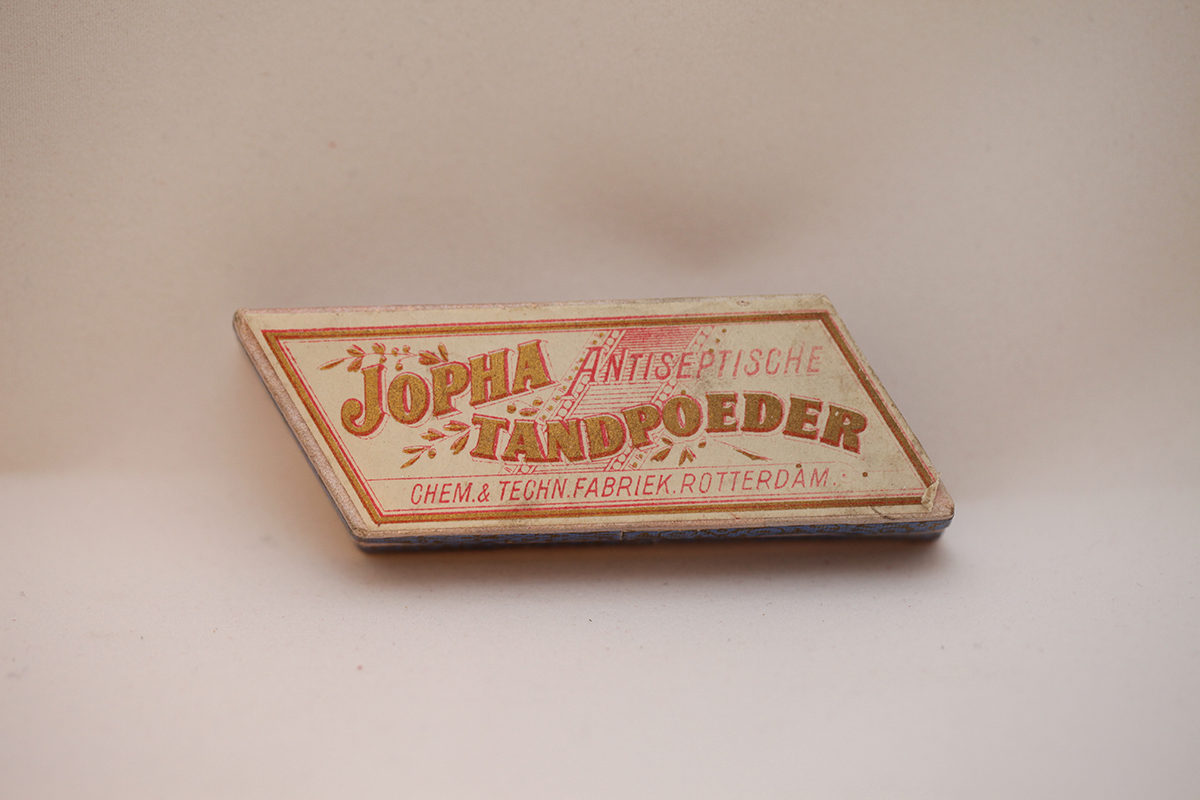 JOPHA
ANTISEPTISCHE
TANDPOEDER
CHEM. & TECHN. FABRIEK. ROTTERDAM.